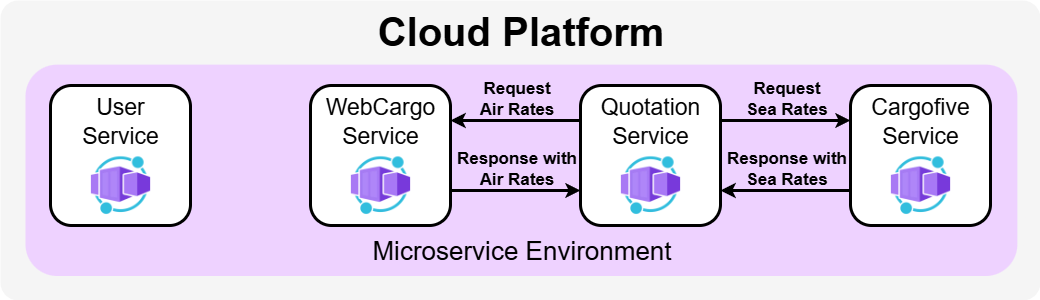 Cloud Platform
User
Service
WebCargo
Service
Request
Air Rates
Response with
Air Rates
Quotation
Service
Request
Sea Rates
Response with
Sea Rates
Cargofive
Service
Microservice Environment